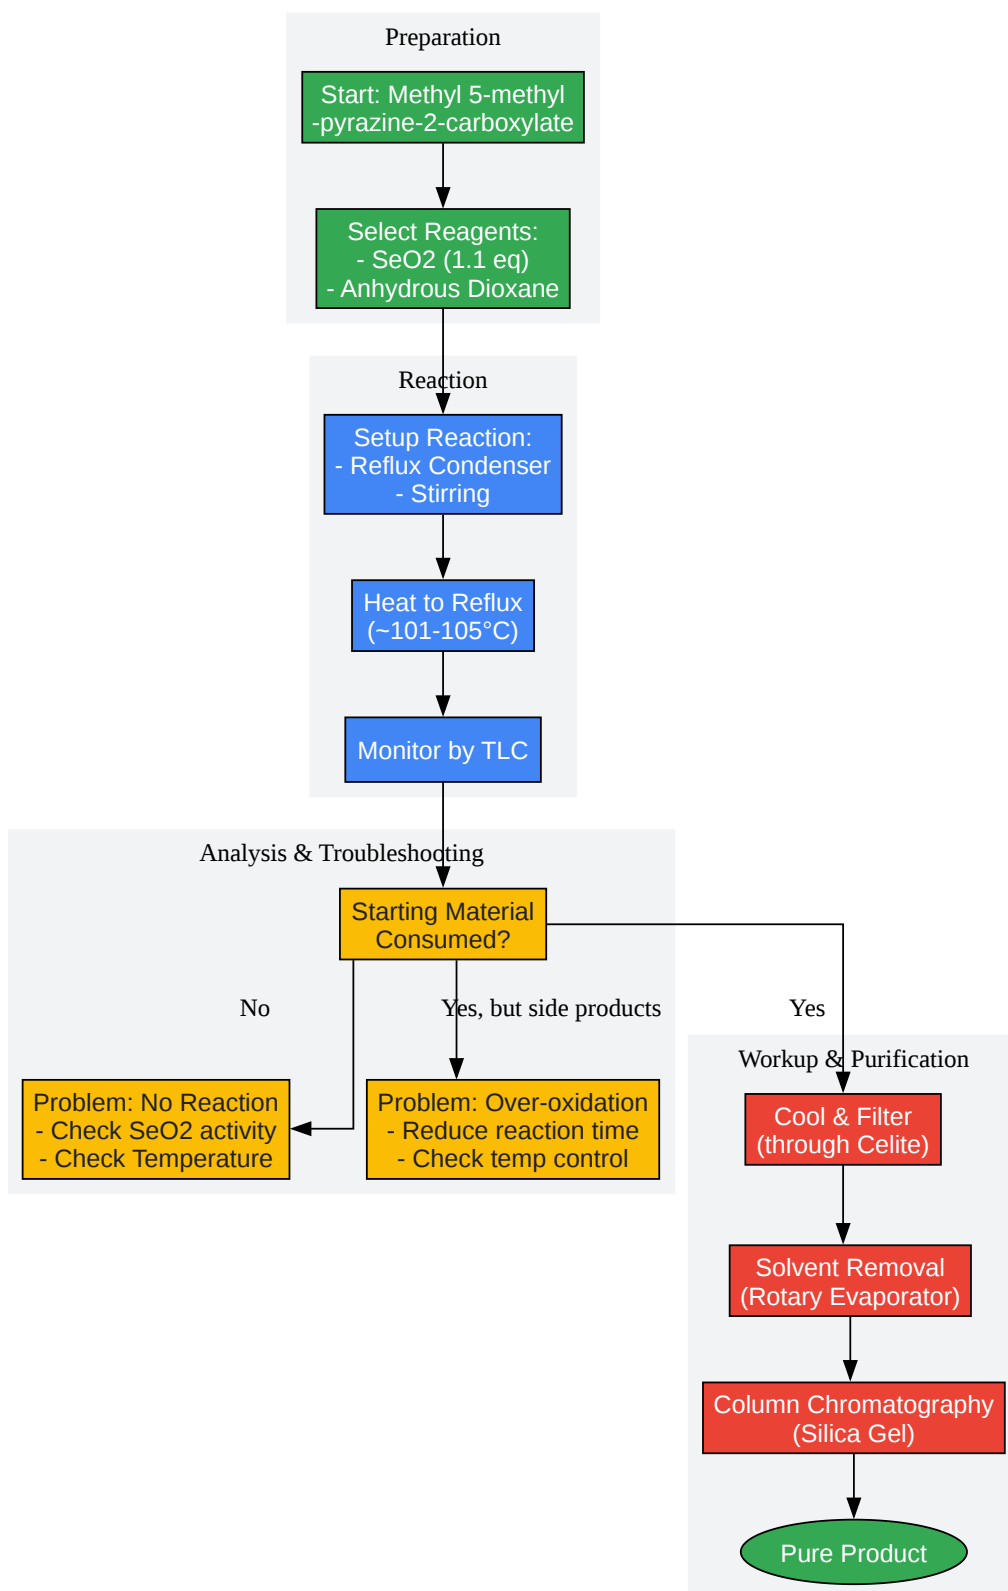 Preparation
Start: Methyl 5-methyl
-pyrazine-2-carboxylate
Select Reagents:
- SeO2 (1.1 eq)
- Anhydrous Dioxane
Reaction
Setup Reaction:
- Reflux Condenser
- Stirring
Heat to Reflux
(~101-105°C)
Monitor by TLC
Analysis & Troubleshooting
Starting Material
Consumed?
No
Yes, but side products
Yes
Problem: No Reaction
- Check SeO2 activity
- Check Temperature
Problem: Over-oxidation
- Reduce reaction time
- Check temp control
Workup & Purification
Cool & Filter
(through Celite)
Solvent Removal
(Rotary Evaporator)
Column Chromatography
(Silica Gel)
Pure Product